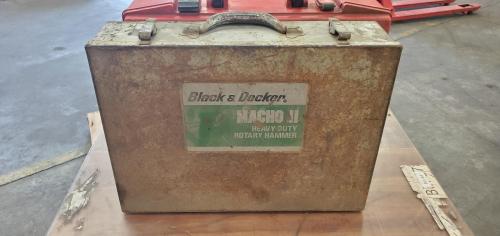 Black & Decker.
MACHO II
HEAVY DUTY
ROTARY HAMMER